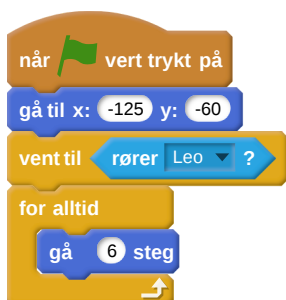 når vert trykt på
gå til x: -125 y: -60
vent til rører Leo ?
for alltid
gå 6 steg